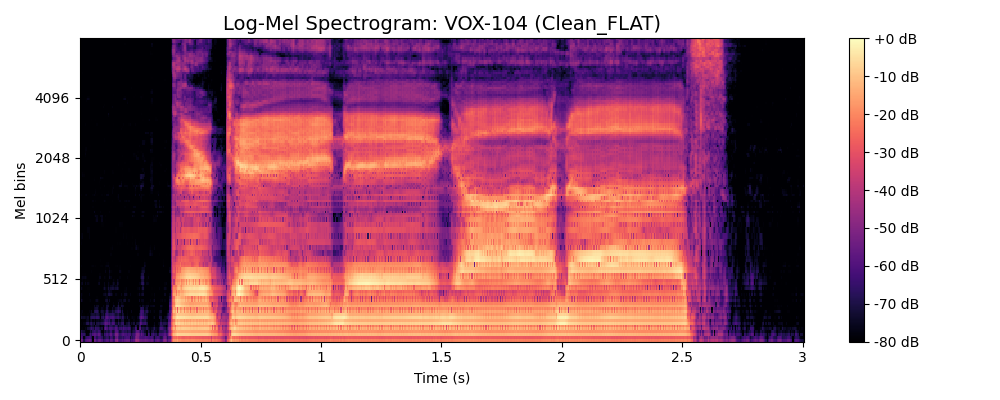 Log-Mel Spectrogram: VOX-104 (Clean_FLAT)
+0 dB
-10 dB
-20 dB
-30 dB
-40 dB
-50 dB
-60 dB
-70 dB
-80 dB
Mel bins
4096
2048
1024
512
0
0 0.5 1 1.5 2 2.5 3
Time (s)